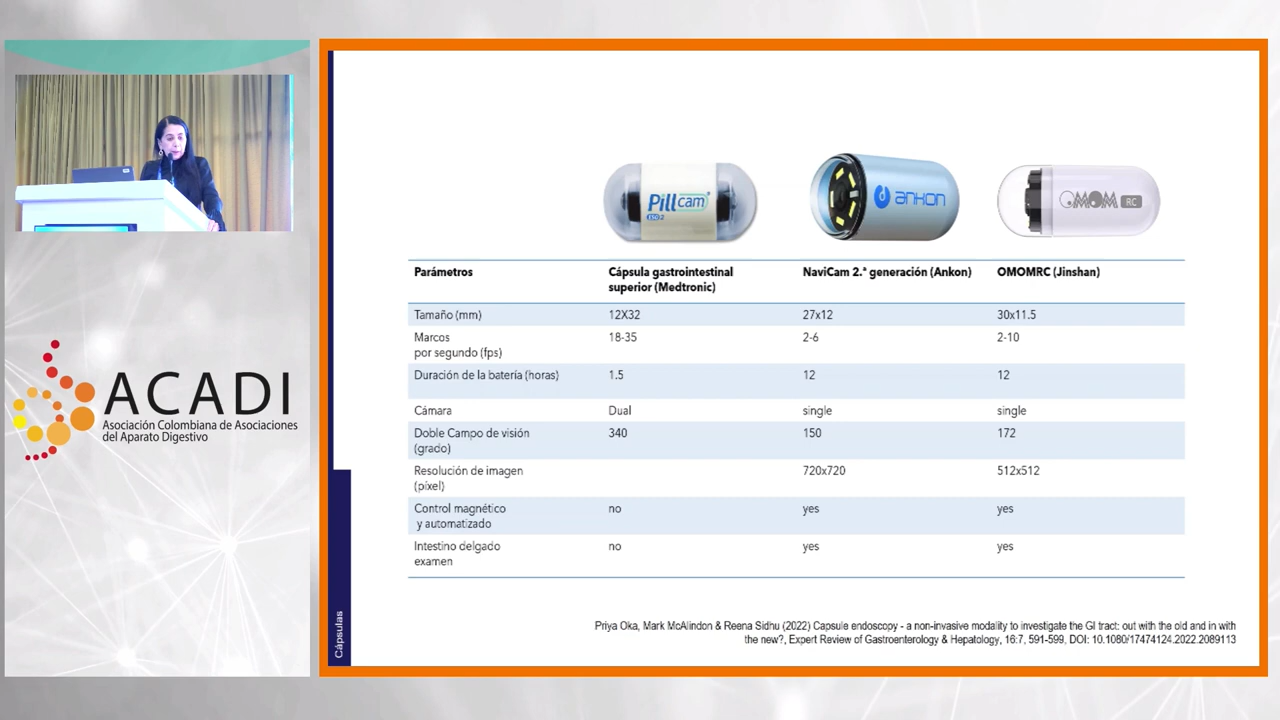 Pillcam
ankon
OMOM RC
Parámetros
Cápsula gastrointestinal
superior (Medtronic)
NaviCam 2.ª generación (Ankon)
OMOMRC (Jinshan)
Tamaño (mm) 12X32 27x12 30x11.5
Marcos
por segundo (fps)
18-35 2-6 2-10
Duración de la batería (horas) 1.5 12 12
Cámara Dual single single
Doble Campo de visión
(grado)
340 150 172
Resolución de imagen
(píxel)
720x720 512x512
Control magnético
y automatizado
no yes yes
Intestino delgado
examen
no yes yes
Priya Oka, Mark McAlindon & Reena Sidhu (2022) Capsule endoscopy - a non-invasive modality to investigate the GI tract: out with the old and in with
the new?, Expert Review of Gastroenterology & Hepatology, 16:7, 591-599, DOI: 10.1080/17474124.2022.2089113
Cápsulas
ACADI
Asociación Colombiana de Asociaciones
del Aparato Digestivo